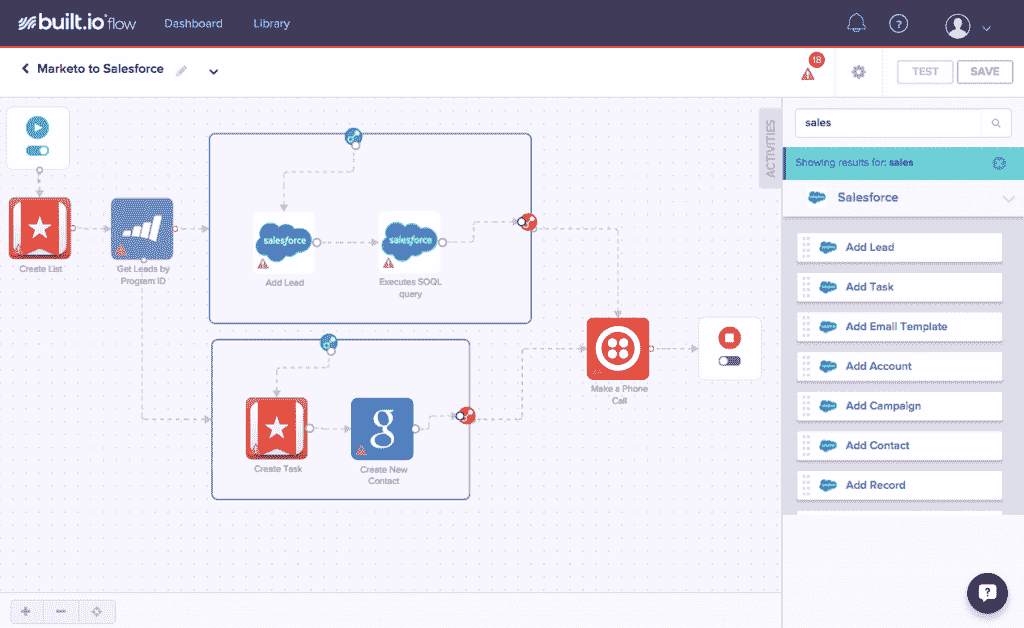 built.io flow
Dashboard
Library
Marketo to Salesforce
18
TEST
SAVE
ACTIVITIES
sales
Showing results for: sales
Salesforce
Add Lead
Add Task
Add Email Template
Add Account
Add Campaign
Add Contact
Add Record
Create List
Get Leads by
Program ID
salesforce
Add Lead
salesforce
Executes SOQL
query
Create Task
g
Create New
Contact
Make a Phone
Call